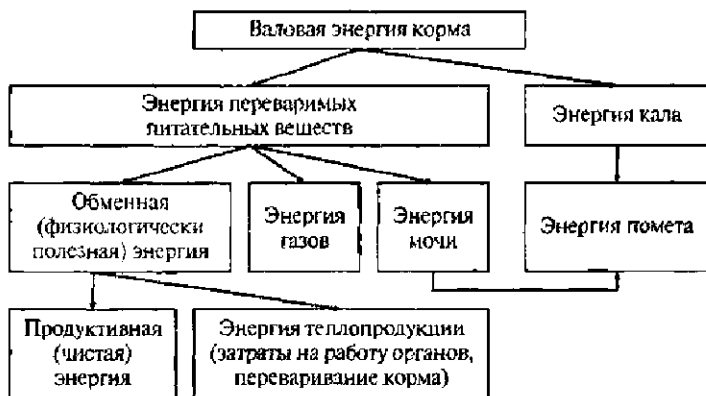 Валовая энергия корма
Энергия переваримых
питательных веществ
Энергия кала
Обменная
(физиологически
полезная) энергия
Энергия
газов
Энергия
мочи
Энергия помета
Продуктивная
(чистая)
энергия
Энергия теплопродукции
(затраты на работу органов,
переваривание корма)